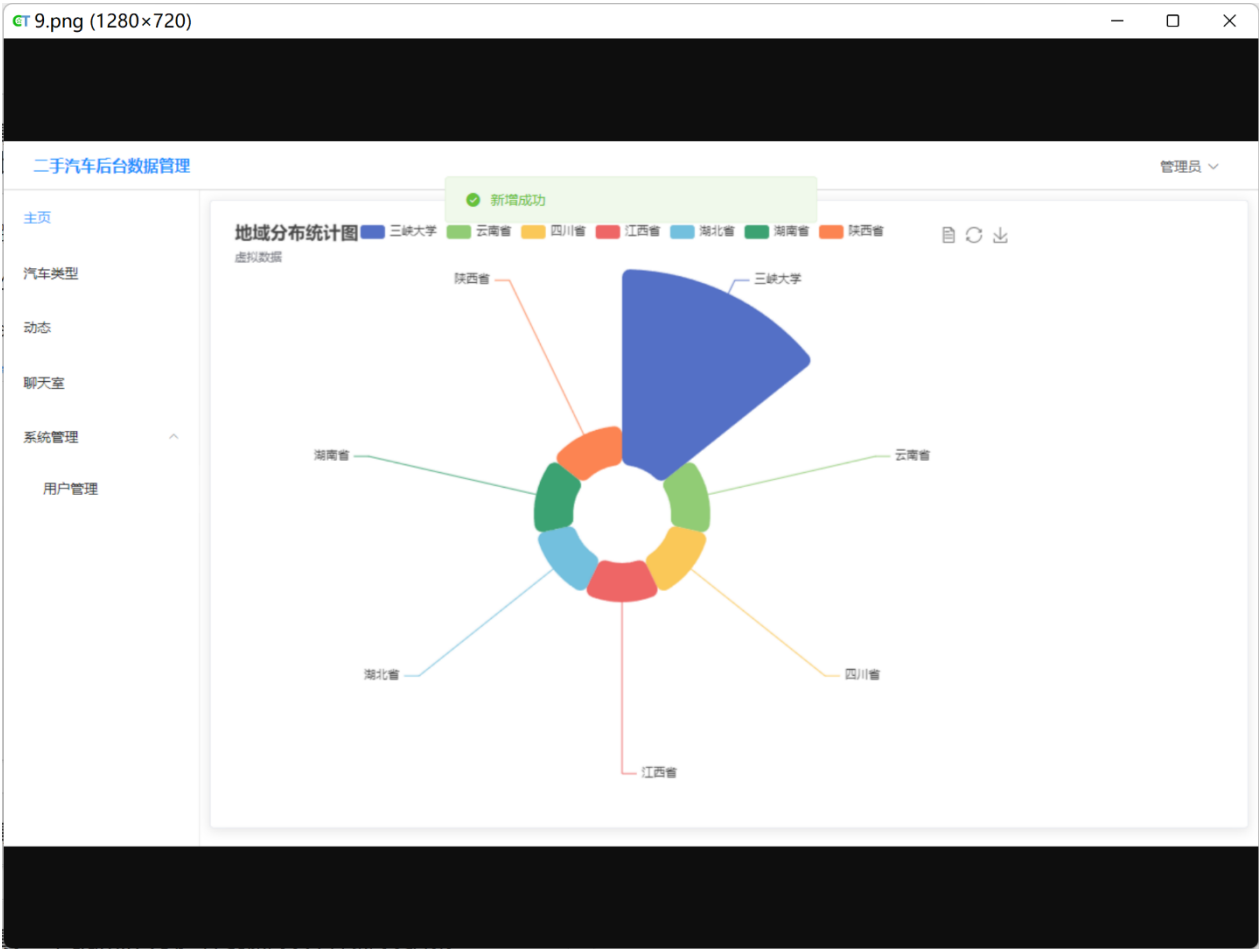 9.png (1280×720)
二手汽车后台数据管理
管理员
新增成功
主页
汽车类型
动态
聊天室
系统管理
用户管理
地域分布统计图
三峡大学 云南省 四川省 江西省 湖北省 湖南省 陕西省
虚拟数据
陕西省
三峡大学
湖南省
云南省
湖北省
四川省
江西省